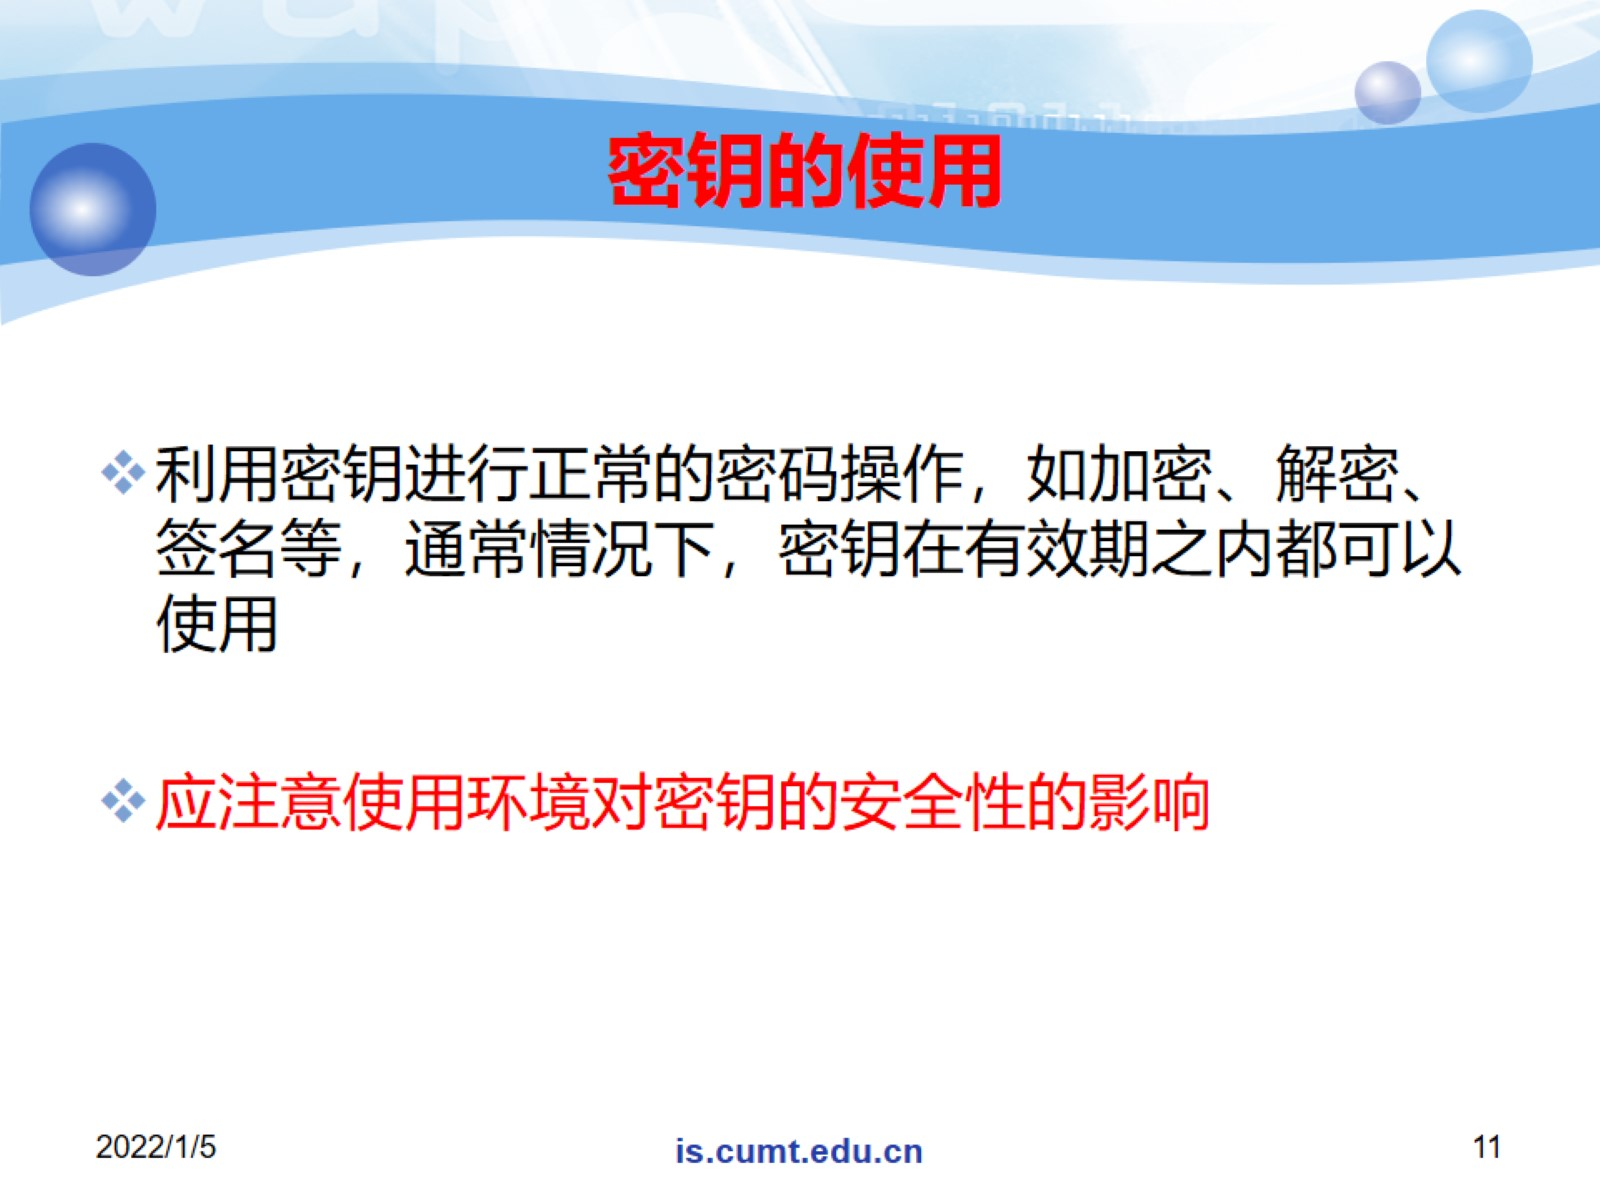 密钥的使用
利用密钥进行正常的密码操作，如加密、解密、
签名等，通常情况下，密钥在有效期之内都可以
使用
应注意使用环境对密钥的安全性的影响
2022/1/5
is.cumt.edu.cn
11